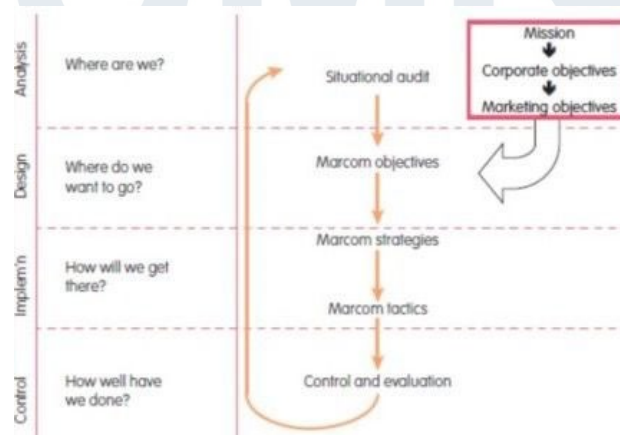 Analysis
Where are we?
Situational audit
Mission
Corporate objectives
Marketing objectives
Design
Where do we
want to go?
Marcom objectives
Implem'n
How will we get
there?
Marcom strategies
Marcom tactics
Control
How well have
we done?
Control and evaluation